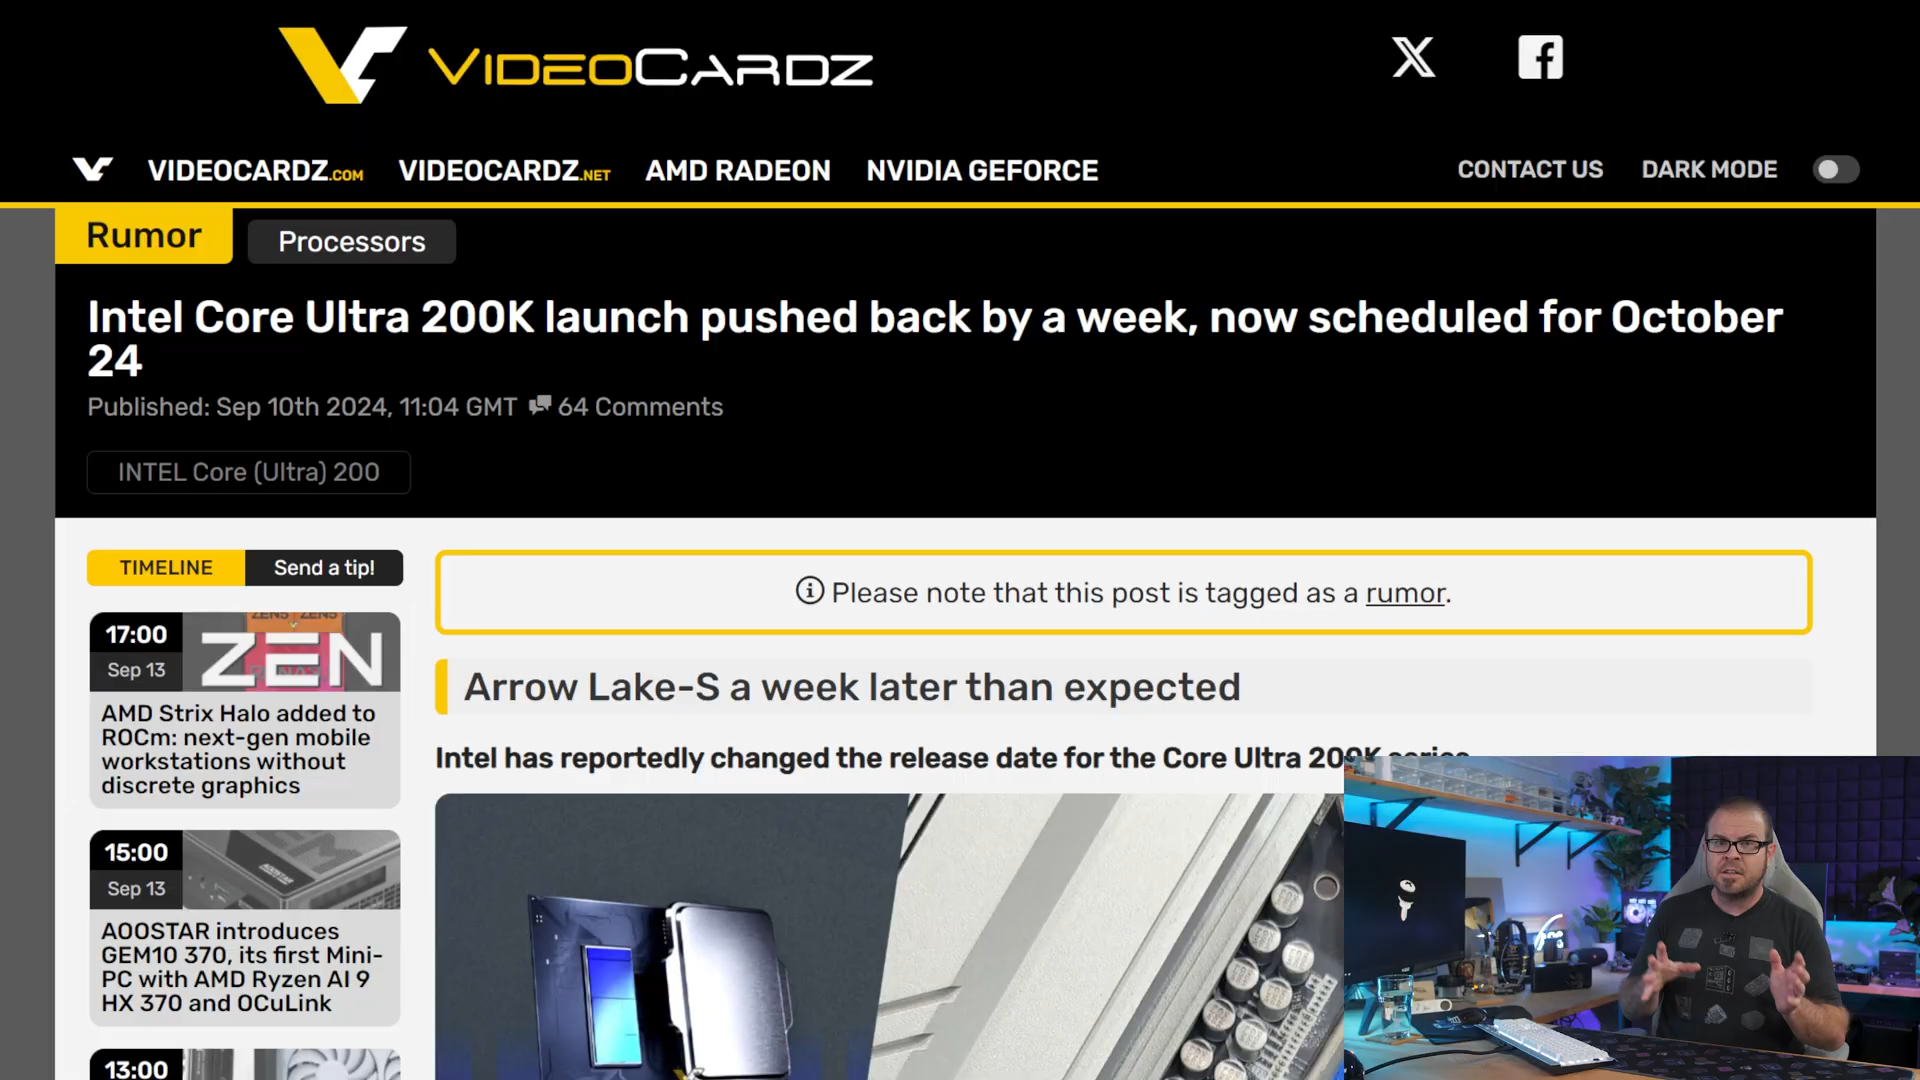 VIDEOCARDZ
VIDEOCARDZ.COM VIDEOCARDZ.NET AMD RADEON NVIDIA GEFORCE
CONTACT US DARK MODE
Rumor Processors
Intel Core Ultra 200K launch pushed back by a week, now scheduled for October
24
Published: Sep 10th 2024, 11:04 GMT 64 Comments
INTEL Core (Ultra) 200
TIMELINE Send a tip!
17:00
Sep 13
ZEN
AMD Strix Halo added to
ROCm: next-gen mobile
workstations without
discrete graphics
15:00
Sep 13
AOOSTAR
AOOSTAR introduces
GEM10 370, its first Mini-
PC with AMD Ryzen AI 9
HX 370 and OCuLink
13:00
Please note that this post is tagged as a rumor.
Arrow Lake-S a week later than expected
Intel has reportedly changed the release date for the Core Ultra 200K series